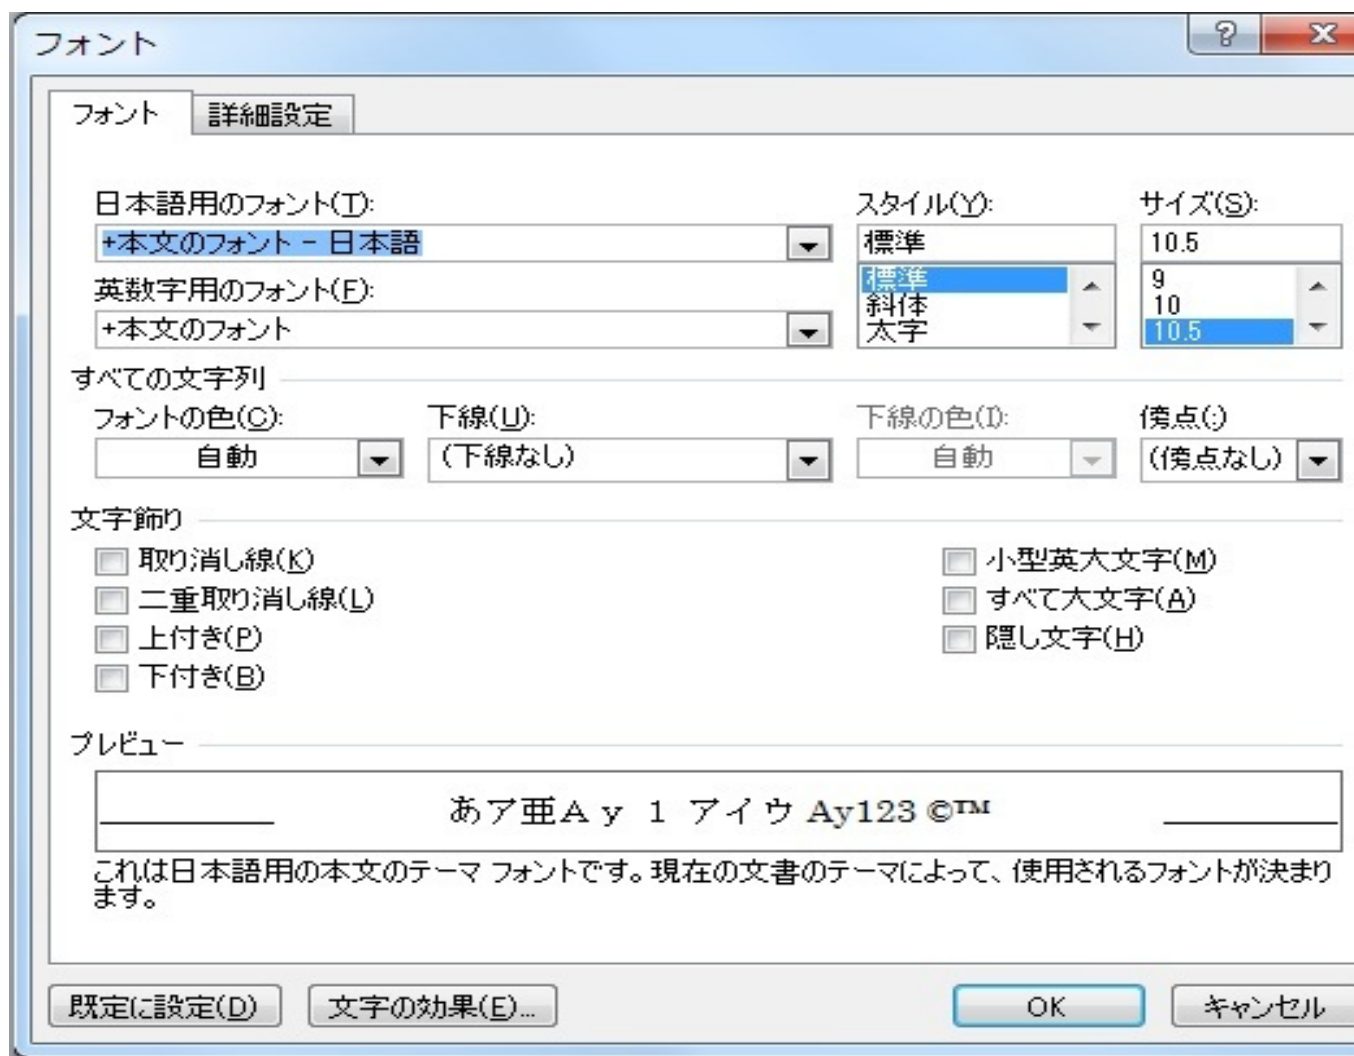 フォント
フォント 詳細設定
日本語用のフォント(T): スタイル(Y): サイズ(S):
+本文のフォント - 日本語 標準 10.5
標準 9
英数字用のフォント(F): 斜体 10
+本文のフォント 太字 10.5
すべての文字列
フォントの色(C): 下線(U): 下線の色(I): 傍点(:)
自動 (下線なし) 自動 (傍点なし)
文字飾り
取り消し線(K) 小型英大文字(M)
二重取り消し線(L) すべて大文字(A)
上付き(P) 隠し文字(H)
下付き(B)
プレビュー
あア亜Ay 1 アイウ Ay123 ©™
これは日本語用の本文のテーマ フォントです。現在の文書のテーマによって、使用されるフォントが決まり
ます。
既定に設定(D) 文字の効果(E)... OK キャンセル